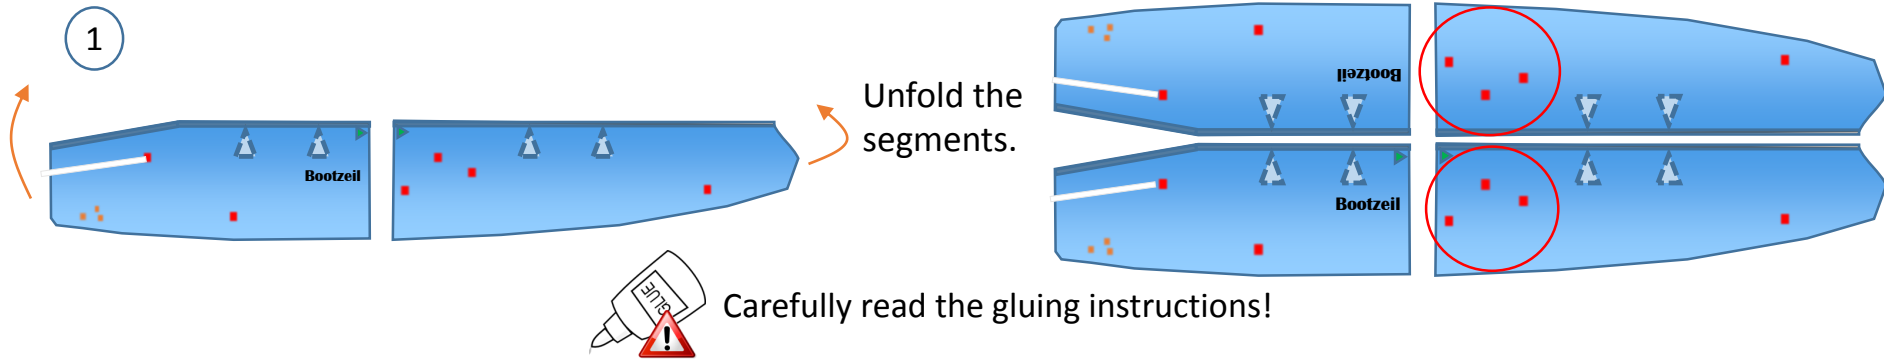 1
Bootzeil
Unfold the
segments.
Bootzeil
Bootzeil
GLUE
Carefully read the gluing instructions!